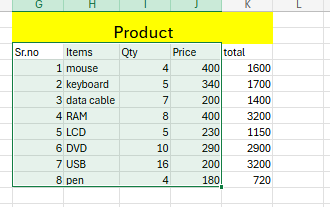 G H I J K L
Product
Sr.no Items Qty Price total
1 mouse 4 400 1600
2 keyboard 5 340 1700
3 data cable 7 200 1400
4 RAM 8 400 3200
5 LCD 5 230 1150
6 DVD 10 290 2900
7 USB 16 200 3200
8 pen 4 180 720